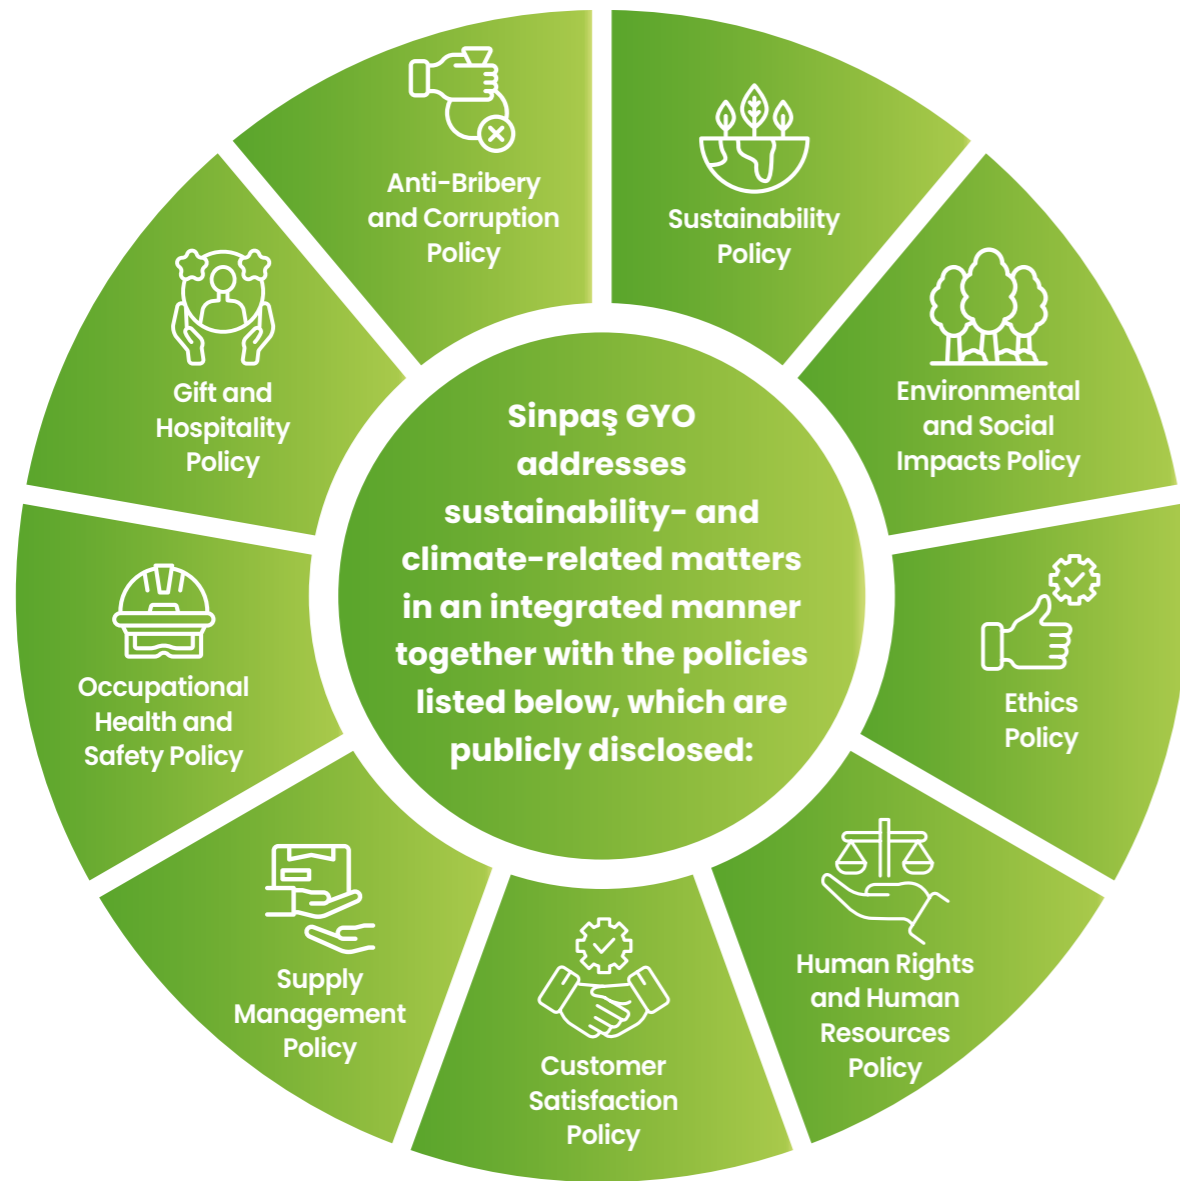 Sinpaş GYO
addresses
sustainability- and
climate-related matters
in an integrated manner
together with the policies
listed below, which are
publicly disclosed:
Sustainability
Policy
Environmental
and Social
Impacts Policy
Ethics
Policy
Human Rights
and Human
Resources
Policy
Customer
Satisfaction
Policy
Supply
Management
Policy
Occupational
Health and
Safety Policy
Gift and
Hospitality
Policy
Anti-Bribery
and Corruption
Policy